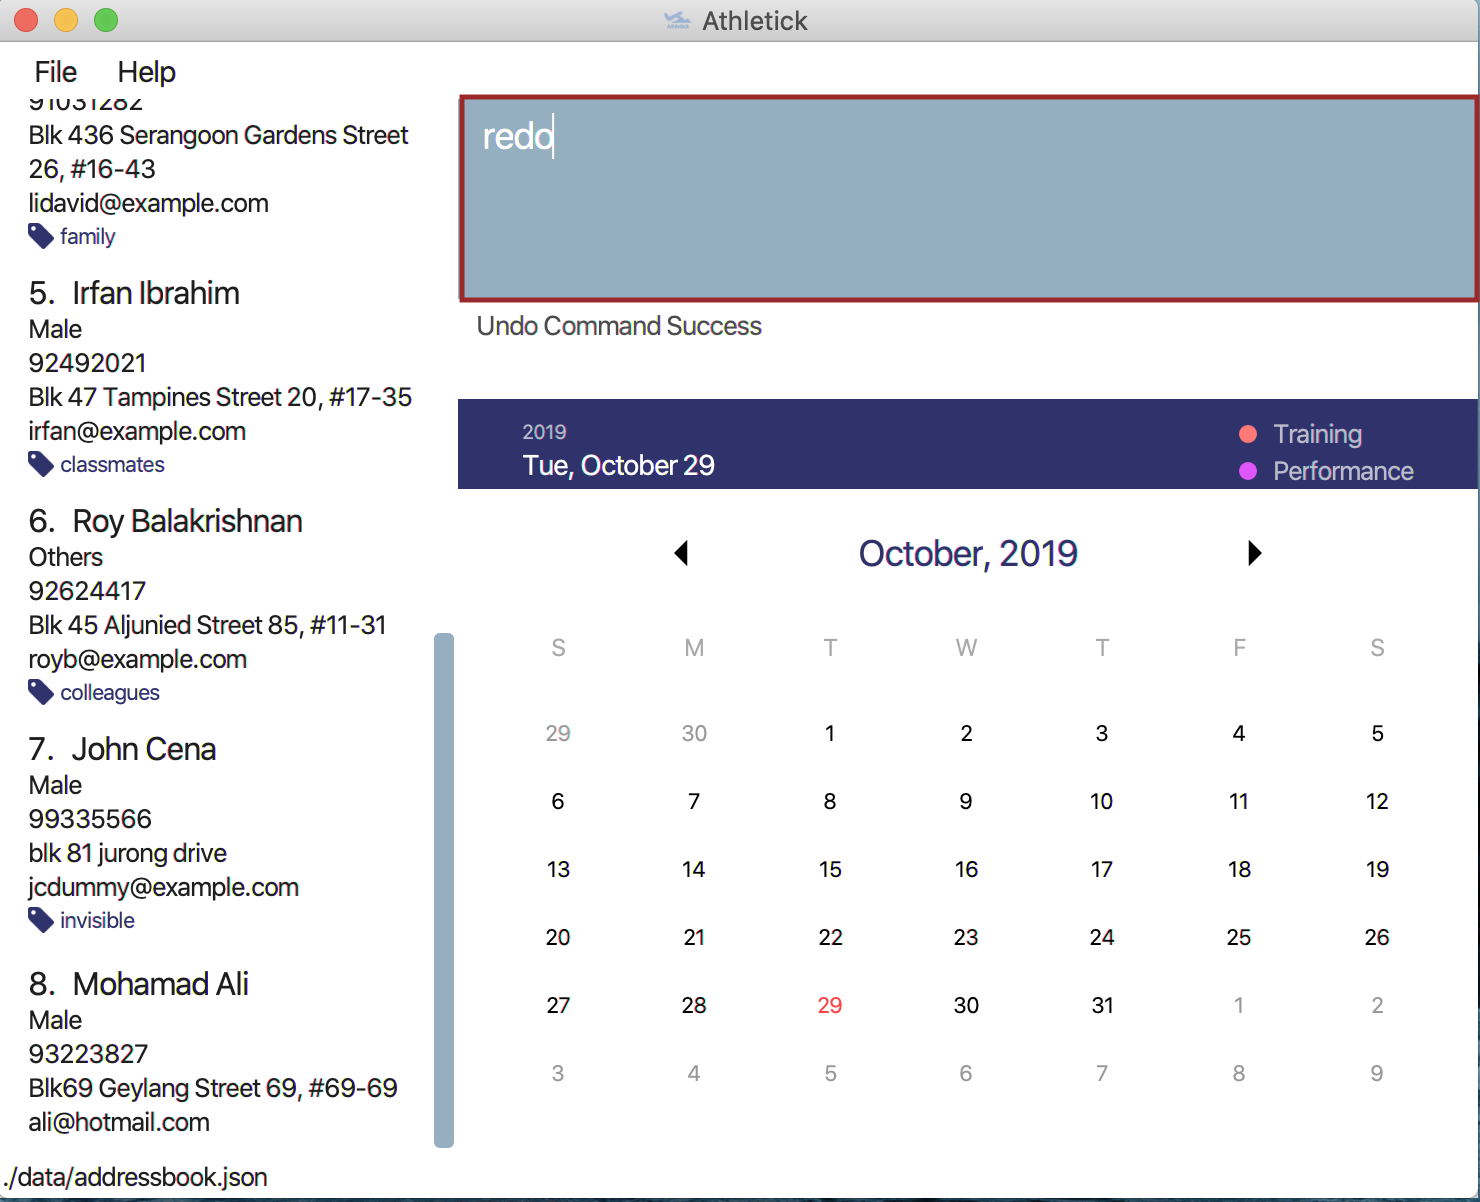 Athletick
File Help
91031282
Blk 436 Serangoon Gardens Street
26, #16-43
lidavid@example.com
family
5. Irfan Ibrahim
Male
92492021
Blk 47 Tampines Street 20, #17-35
irfan@example.com
classmates
6. Roy Balakrishnan
Others
92624417
Blk 45 Aljunied Street 85, #11-31
royb@example.com
colleagues
7. John Cena
Male
99335566
blk 81 jurong drive
jcdummy@example.com
invisible
8. Mohamad Ali
Male
93223827
Blk69 Geylang Street 69, #69-69
ali@hotmail.com
redo
Undo Command Success
2019
Tue, October 29
Training
Performance
October, 2019
S M T W T F S
29 30 1 2 3 4 5
6 7 8 9 10 11 12
13 14 15 16 17 18 19
20 21 22 23 24 25 26
27 28 29 30 31 1 2
3 4 5 6 7 8 9
./data/addressbook.json